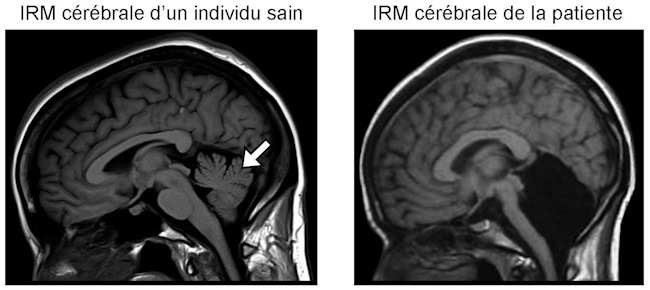 IRM cérébrale d’un individu sain
IRM cérébrale de la patiente